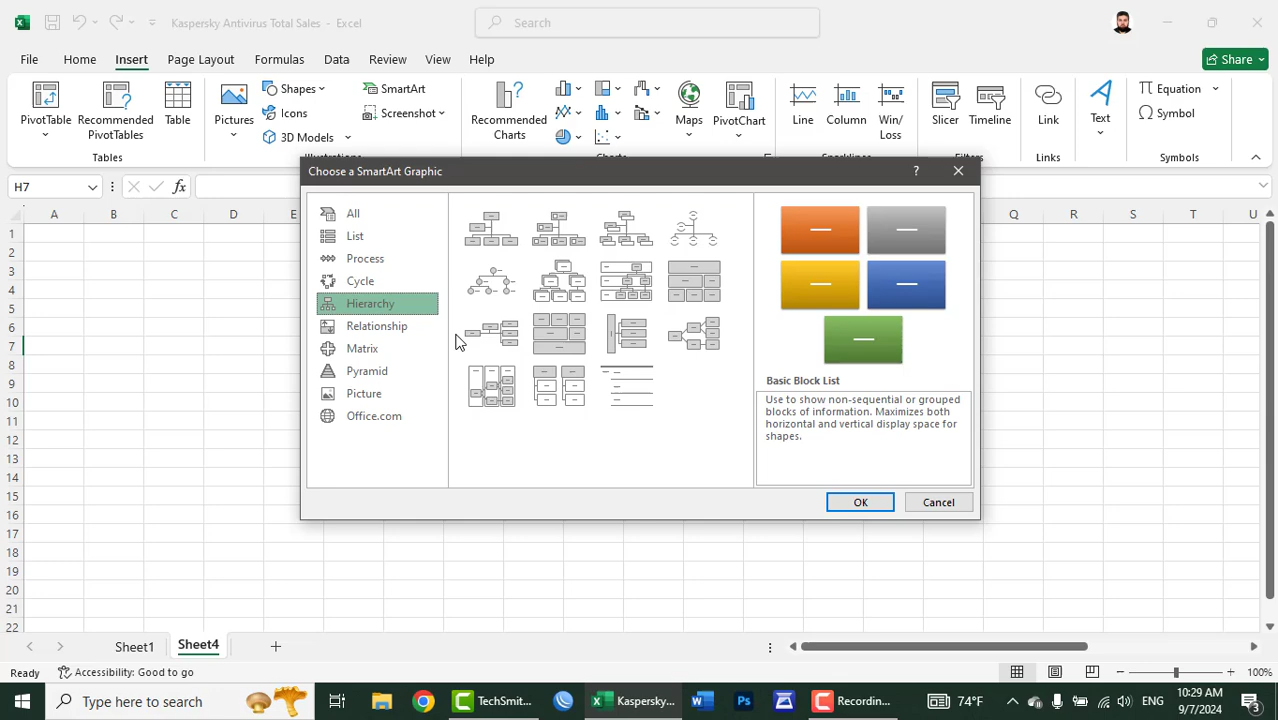 Kaspersky Antivirus Total Sales - Excel
Search
File Home Insert Page Layout Formulas Data Review View Help Share
PivotTable
Recommended
PivotTables
Table
Tables
Pictures
Shapes
Icons
3D Models
SmartArt
Screenshot
Recommended
Charts
Maps
PivotChart
Line
Column
Win/
Loss
Slicer
Timeline
Filters
Link
Links
Text
Equation
Symbol
Symbols
H7
A B C D E Q R S T U
Choose a SmartArt Graphic ?
All
List
Process
Cycle
Hierarchy
Relationship
Matrix
Pyramid
Picture
Office.com
Basic Block List
Use to show non-sequential or grouped
blocks of information. Maximizes both
horizontal and vertical display space for
shapes.
OK Cancel
1
2
3
4
5
6
7
8
9
10
11
12
13
14
15
16
17
18
19
20
21
22
Sheet1 Sheet4
Ready Accessibility: Good to go 100%
Type here to search TechSmit... Kaspersky... Recordin... 74°F ENG
10:29 AM
9/7/2024
3